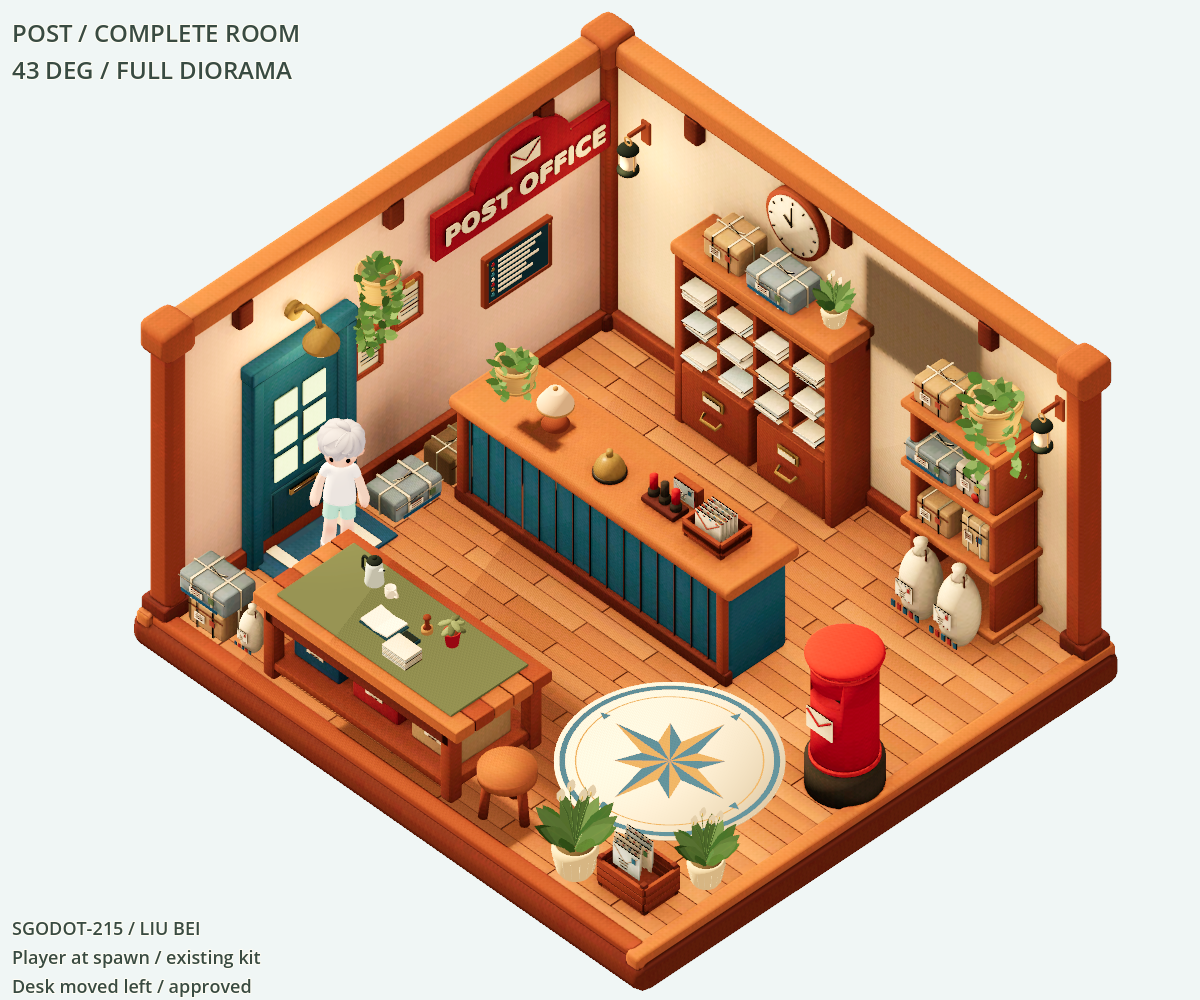 POST / COMPLETE ROOM
43 DEG / FULL DIORAMA
POST OFFICE
SGODOT-215 / LIU BEI
Player at spawn / existing kit
Desk moved left / approved